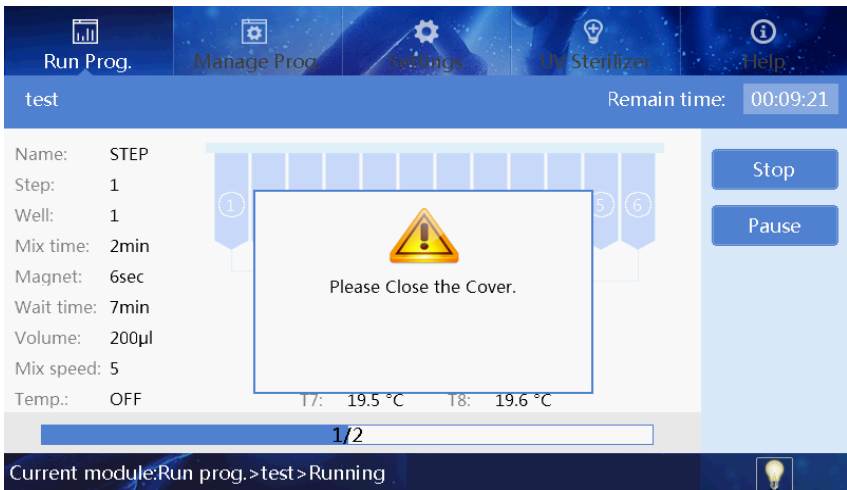 Run Prog.
Manage Prog.
Settings
UV Sterilizer
Help
test
Remain time: 00:09:21
Name: STEP
Step: 1
Well: 1
Mix time: 2min
Magnet: 6sec
Wait time: 7min
Volume: 200µl
Mix speed: 5
Temp.: OFF
1
5
6
Please Close the Cover.
T7: 19.5 °C T8: 19.6 °C
1/2
Stop
Pause
Current module:Run prog.>test>Running